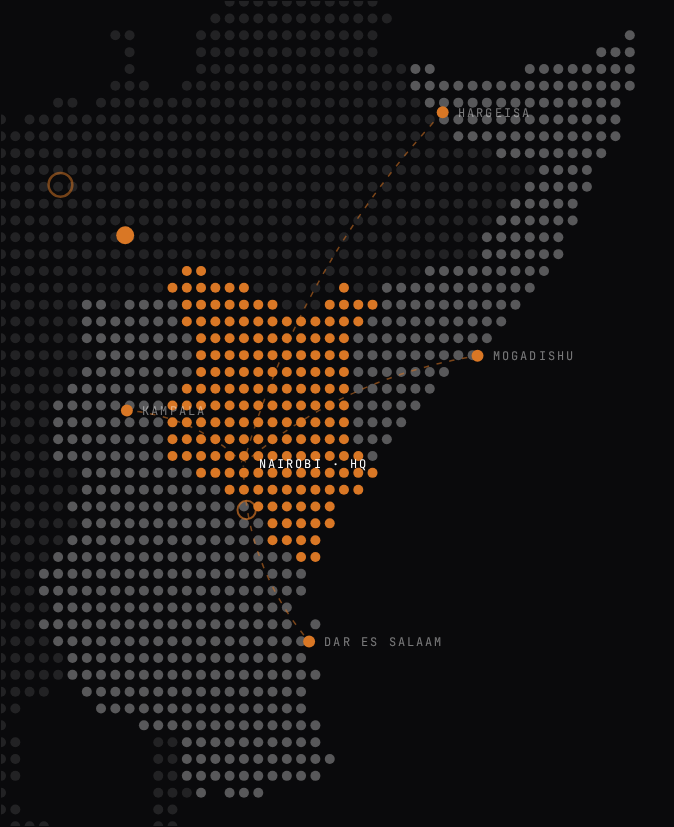 HARGEISA
MOGADISHU
KAMPALA
NAIROBI · HQ
DAR ES SALAAM